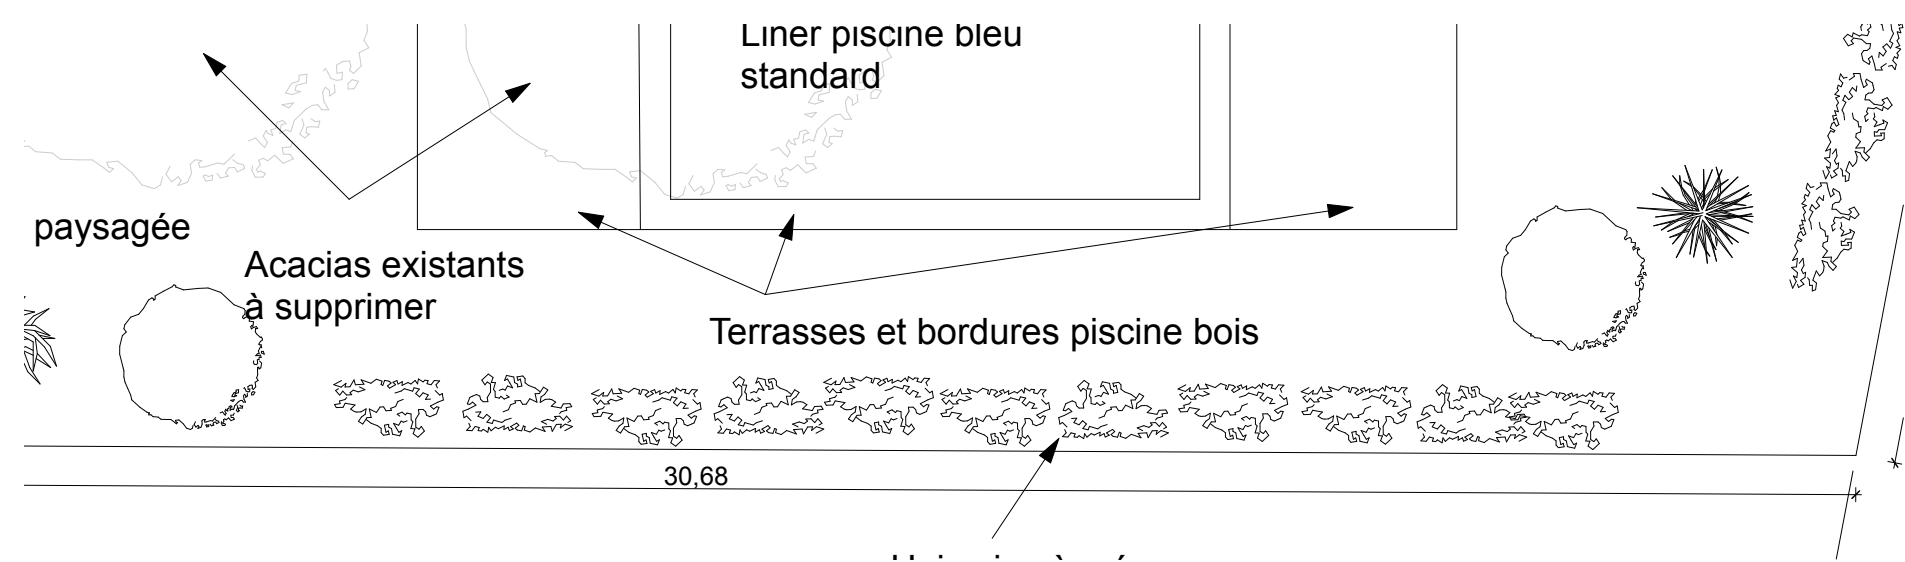 Liner piscine bleu
standard
paysagée
Acacias existants
à supprimer
Terrasses et bordures piscine bois
30,68